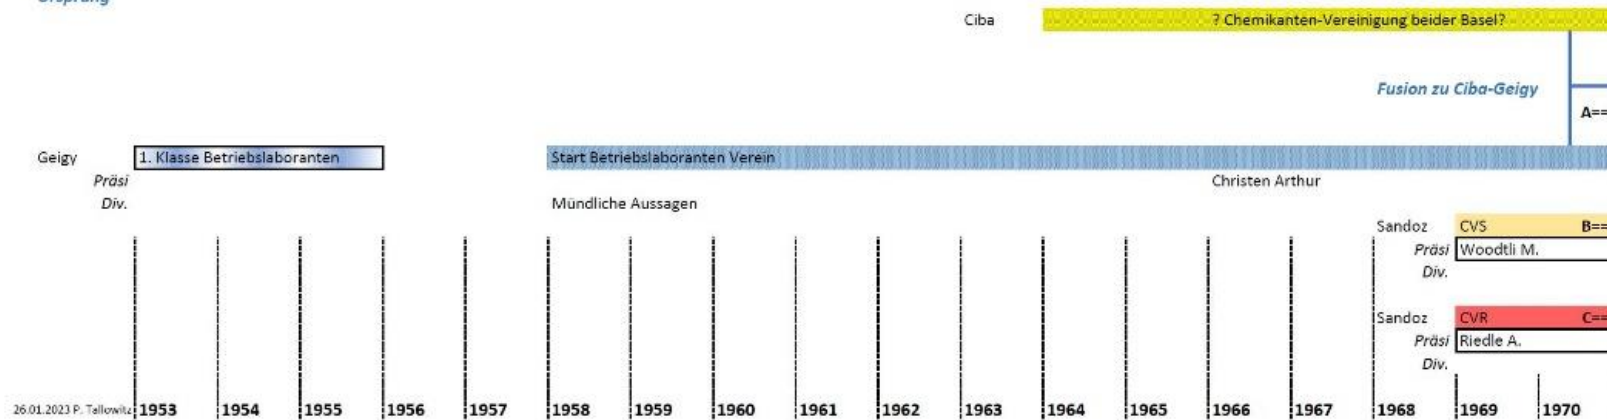 Ursprung
Ciba ? Chemikanten-Vereinigung beider Basel?
Fusion zu Ciba-Geigy
A==
Geigy 1. Klasse Betriebslaboranten Start Betriebslaboranten Verein
Präsi Christen Arthur
Div. Mündliche Aussagen
Sandoz CVS B==
Präsi Woodtli M.
Div.
Sandoz CVR C==
Präsi Riedle A.
Div.
26.01.2023 P. Tallowitz 1953 1954 1955 1956 1957 1958 1959 1960 1961 1962 1963 1964 1965 1966 1967 1968 1969 1970